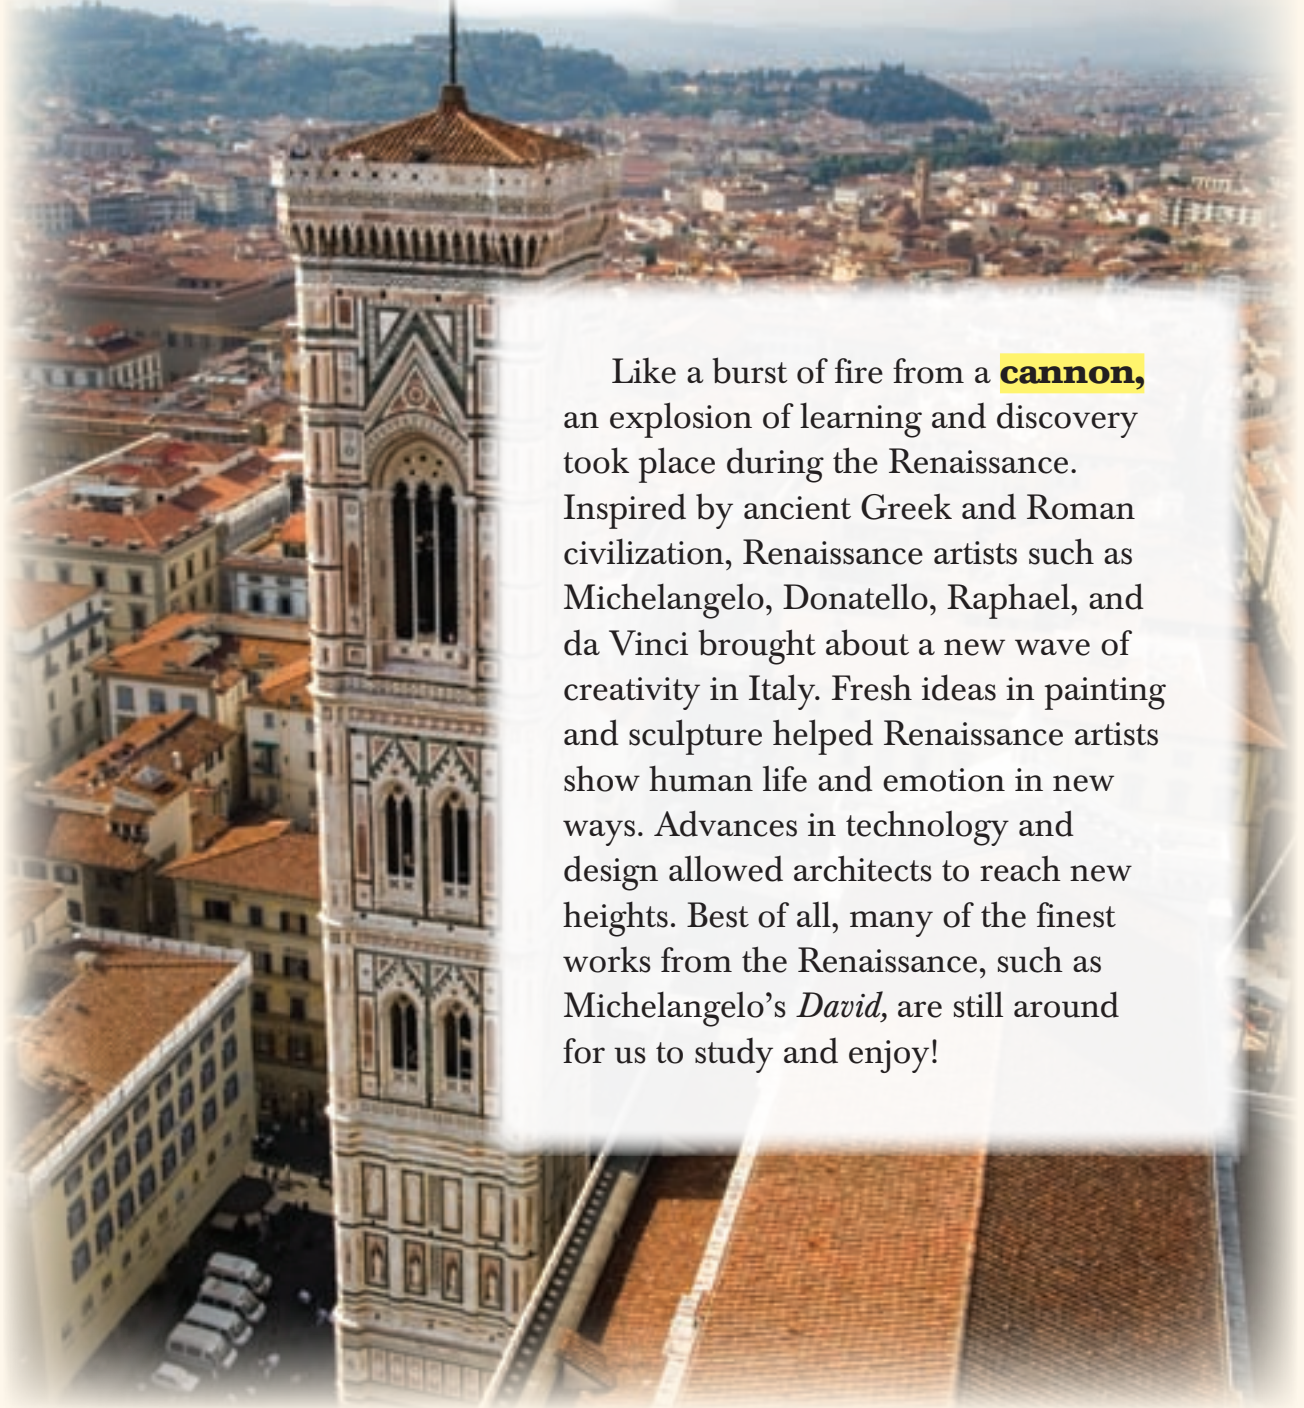 Like a burst of fire from a cannon,
an explosion of learning and discovery
took place during the Renaissance.
Inspired by ancient Greek and Roman
civilization, Renaissance artists such as
Michelangelo, Donatello, Raphael, and
da Vinci brought about a new wave of
creativity in Italy. Fresh ideas in painting
and sculpture helped Renaissance artists
show human life and emotion in new
ways. Advances in technology and
design allowed architects to reach new
heights. Best of all, many of the finest
works from the Renaissance, such as
Michelangelo’s David, are still around
for us to study and enjoy!